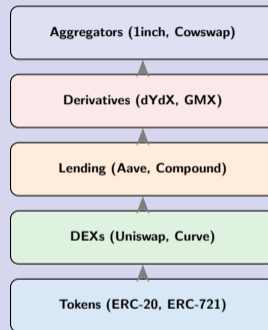 Aggregators (1inch, Cowswap)
Derivatives (dYdX, GMX)
Lending (Aave, Compound)
DEXs (Uniswap, Curve)
Tokens (ERC-20, ERC-721)